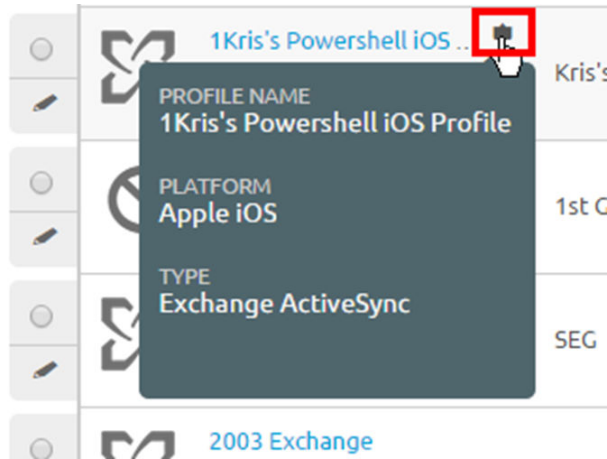 1Kris's Powershell iOS ...
Kris's
PROFILE NAME
1Kris's Powershell iOS Profile
PLATFORM
Apple iOS
1st G
TYPE
Exchange ActiveSync
SEG
2003 Exchange